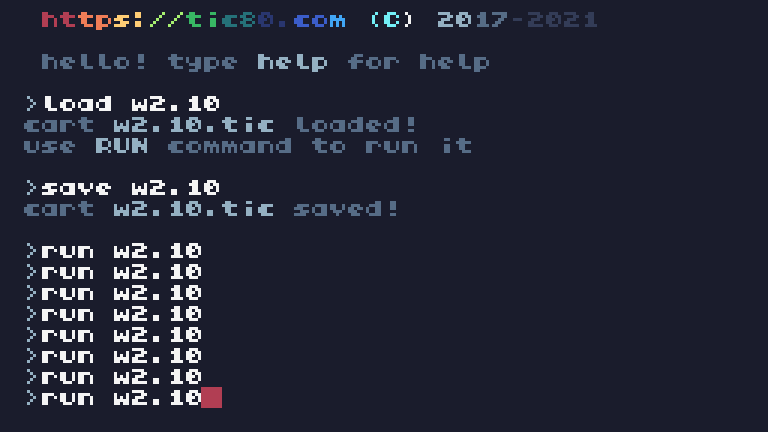 https://tic80.com (C) 2017-2021
hello! type help for help
>load w2.10
cart w2.10.tic loaded!
use RUN command to run it
>save w2.10
cart w2.10.tic saved!
>run w2.10
>run w2.10
>run w2.10
>run w2.10
>run w2.10
>run w2.10
>run w2.10
>run w2.10